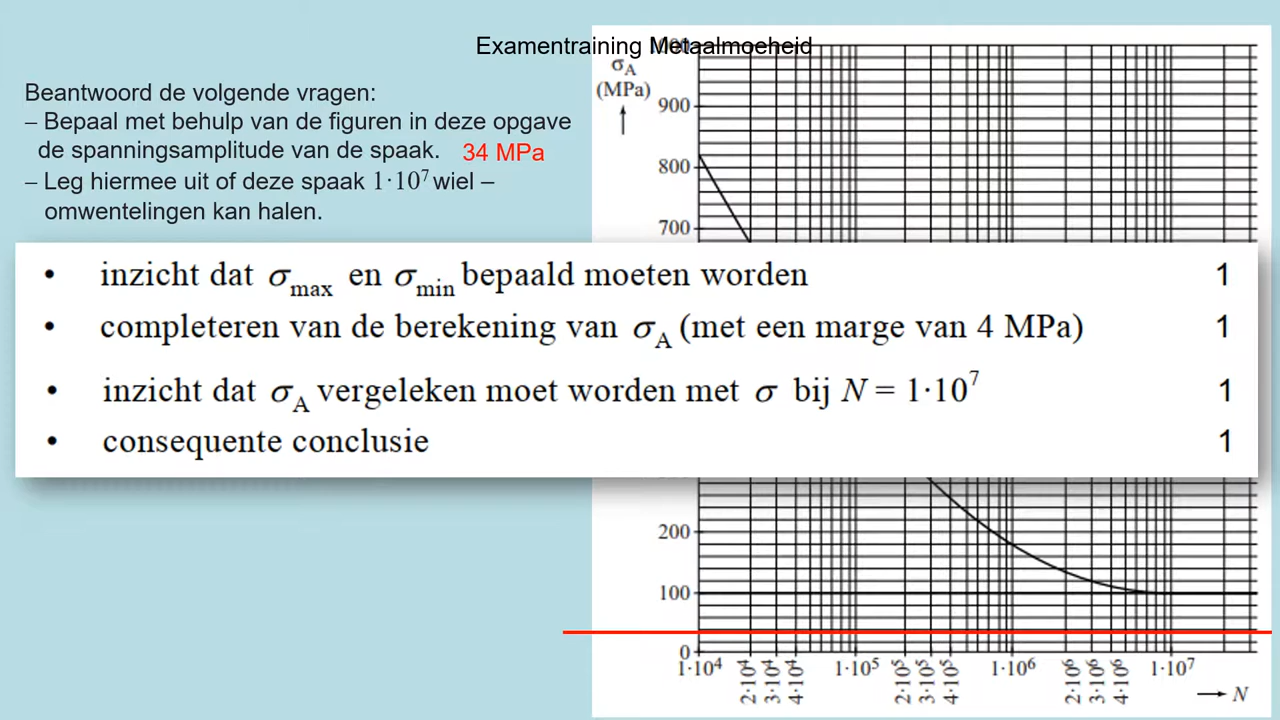 Examentraining Metaalmoeheid
Beantwoord de volgende vragen:
– Bepaal met behulp van de figuren in deze opgave
de spanningsamplitude van de spaak. 34 MPa
– Leg hiermee uit of deze spaak 1·10⁷ wiel –
omwentelingen kan halen.
• inzicht dat σmax en σmin bepaald moeten worden 1
• completeren van de berekening van σA (met een marge van 4 MPa) 1
• inzicht dat σA vergeleken moet worden met σ bij N = 1·10⁷ 1
• consequente conclusie 1
σA
(MPa)
900
800
700
200
100
0
1·10⁴ 2·10⁴ 3·10⁴ 4·10⁴ 1·10⁵ 2·10⁵ 3·10⁵ 4·10⁵ 1·10⁶ 2·10⁶ 3·10⁶ 4·10⁶ 1·10⁷
→ N